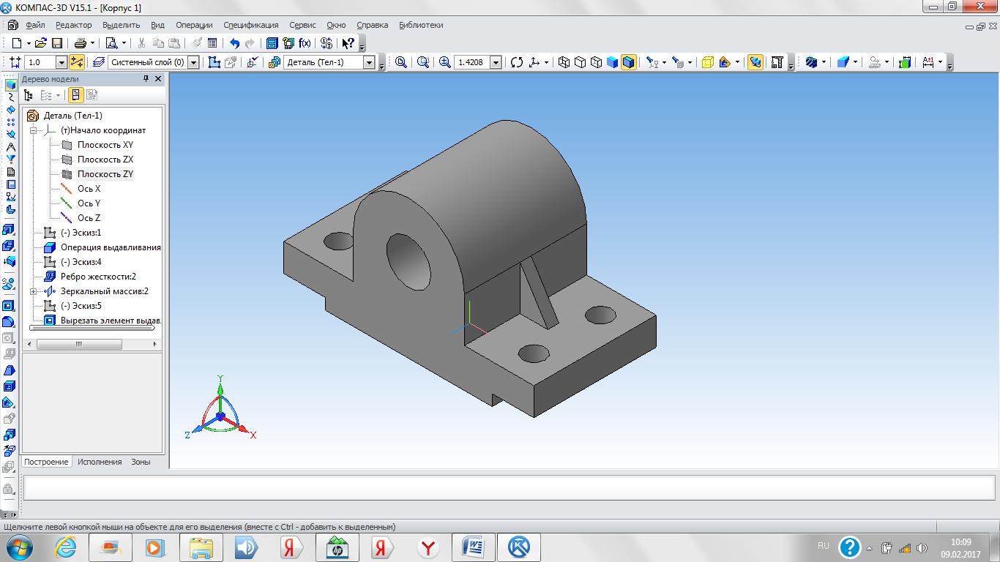 КОМПАС-3D V15.1 - [Корпус 1]
Файл Редактор Выделить Вид Операции Спецификация Сервис Окно Справка Библиотеки
f(x)
1.0 Системный слой (0) Деталь (Тел-1) 1.4208
Дерево модели
Деталь (Тел-1)
(т)Начало координат
Плоскость XY
Плоскость ZX
Плоскость ZY
Ось X
Ось Y
Ось Z
(-) Эскиз:1
Операция выдавливания
(-) Эскиз:4
Ребро жесткости:2
Зеркальный массив:2
(-) Эскиз:5
Вырезать элемент выдав.
Y
Z
X
Построение Исполнения Зоны
Щелкните левой кнопкой мыши на объекте для его выделения (вместе с Ctrl - добавить к выделенным)
Я hp Я Y W RU ? 10:09
09.02.2017